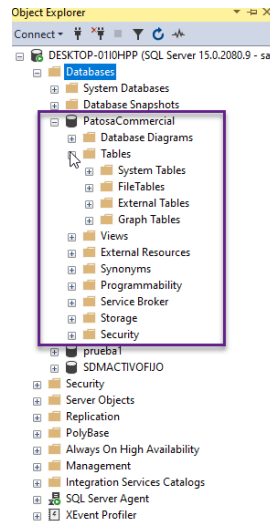 Object Explorer
Connect
DESKTOP-01I0HPP (SQL Server 15.0.2080.9 - sa
Databases
System Databases
Database Snapshots
PatosaCommercial
Database Diagrams
Tables
System Tables
FileTables
External Tables
Graph Tables
Views
External Resources
Synonyms
Programmability
Service Broker
Storage
Security
prueba1
SDMACTIVOFIJO
Security
Server Objects
Replication
PolyBase
Always On High Availability
Management
Integration Services Catalogs
SQL Server Agent
XEvent Profiler